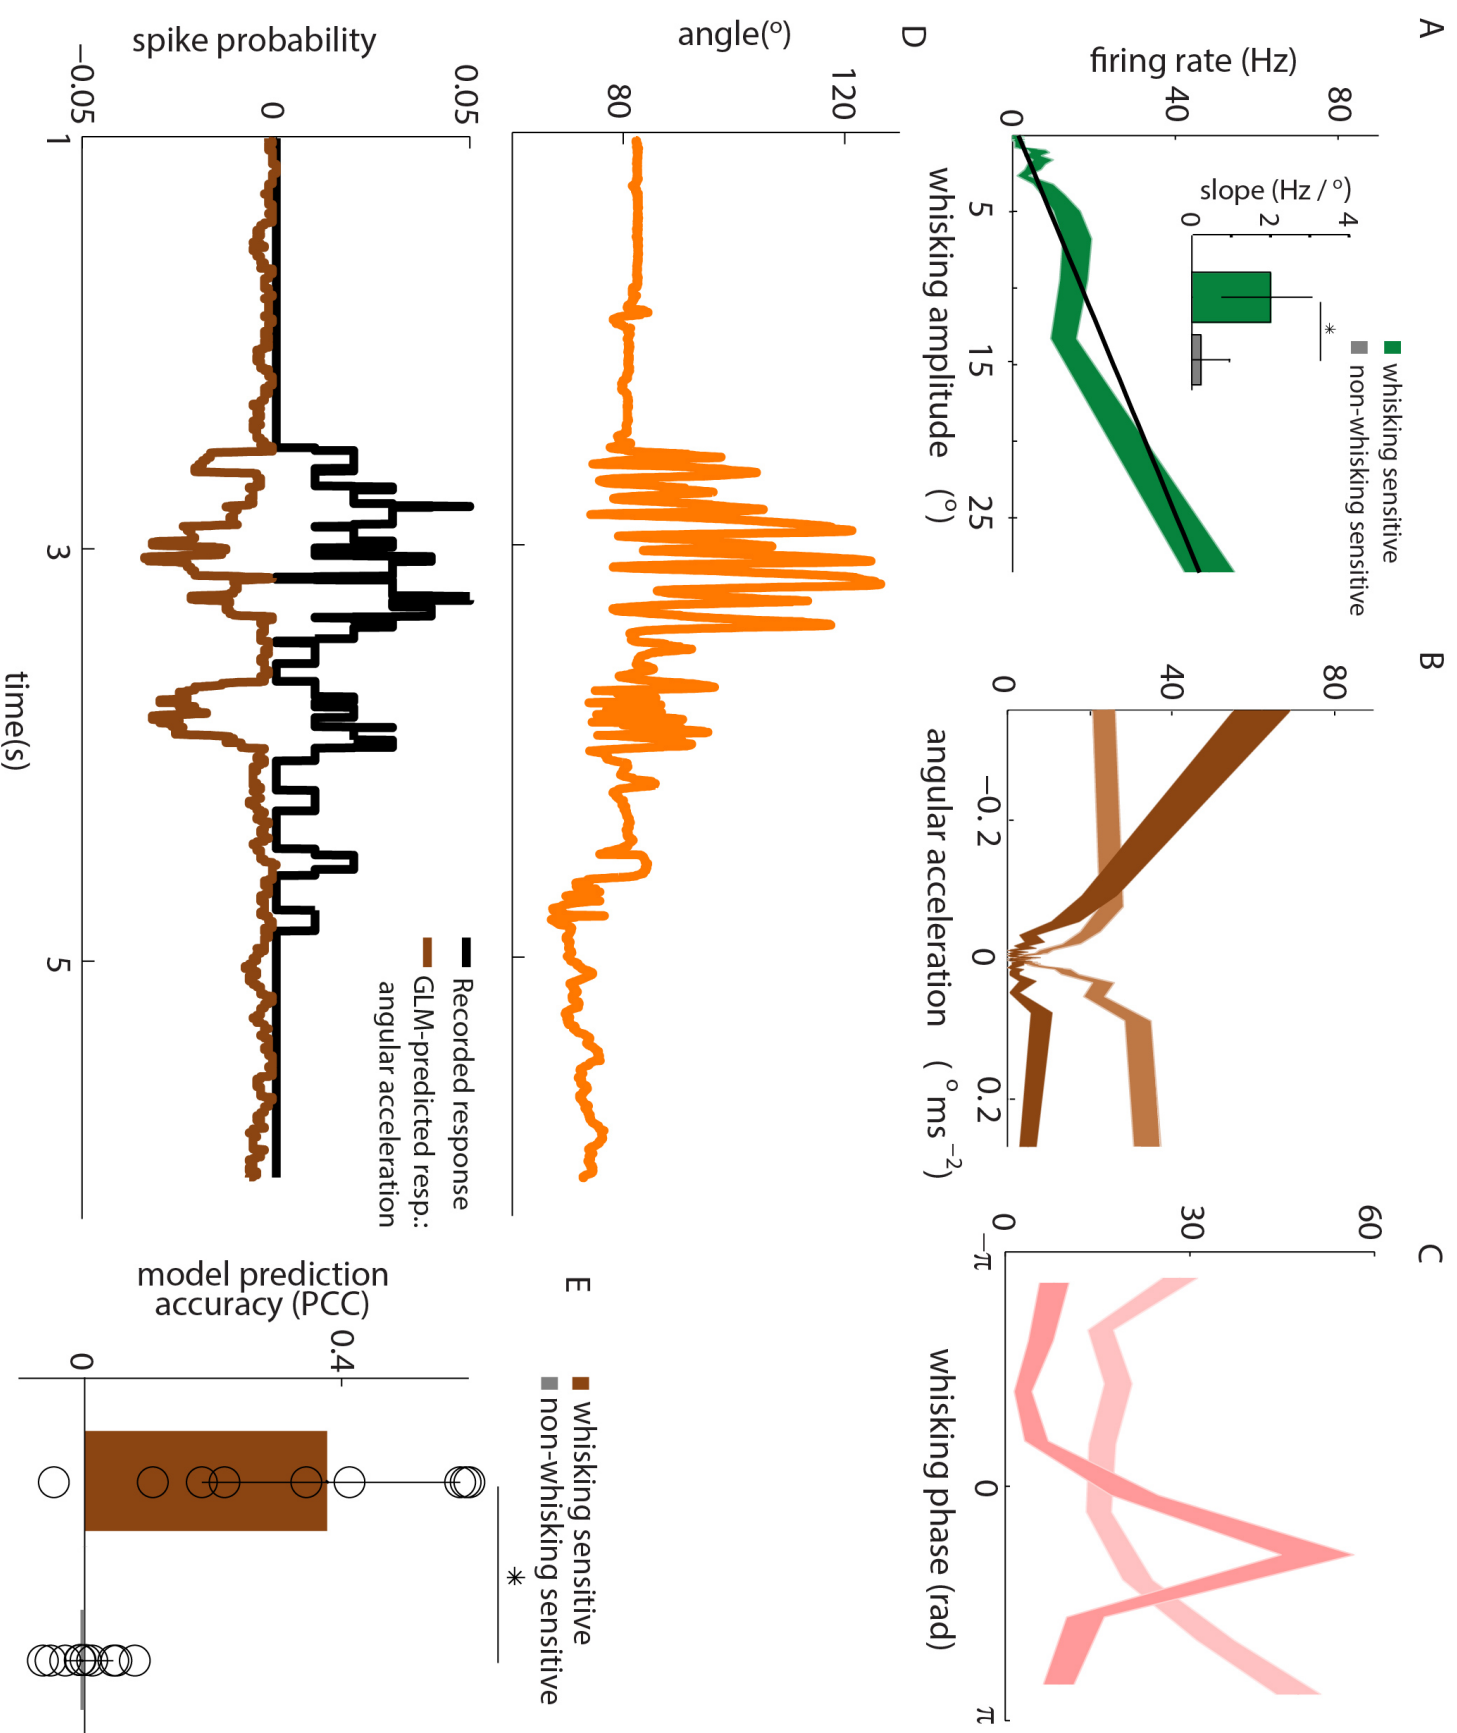 A
firing rate (Hz)
80
40
0
slope (Hz / °)
4
2
0
*
whisking sensitive
non-whisking sensitive
5
15
25
whisking amplitude (°)
B
80
40
0
−0.2
0
0.2
angular acceleration (°ms−2)
C
60
30
0
−π
0
π
whisking phase (rad)
D
angle(°)
120
80
spike probability
0.05
0
−0.05
1
3
5
time(s)
Recorded response
GLM-predicted resp.:
angular acceleration
E
model prediction
accuracy (PCC)
0.4
0
whisking sensitive
non-whisking sensitive
*